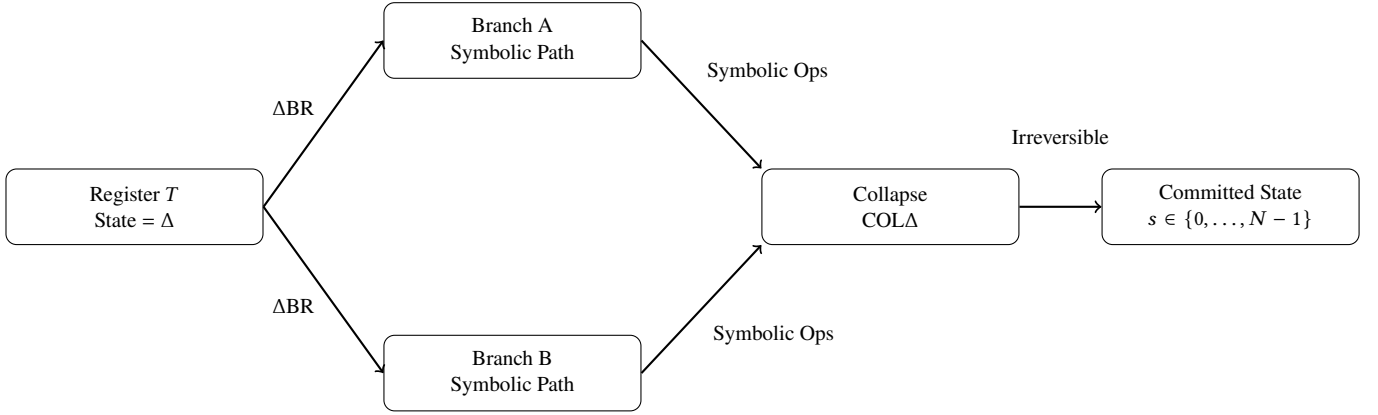 Branch A
Symbolic Path
Symbolic Ops
ΔBR
Irreversible
Register T
State = Δ
Collapse
COLΔ
Committed State
s ∈ {0, . . . , N − 1}
ΔBR
Symbolic Ops
Branch B
Symbolic Path